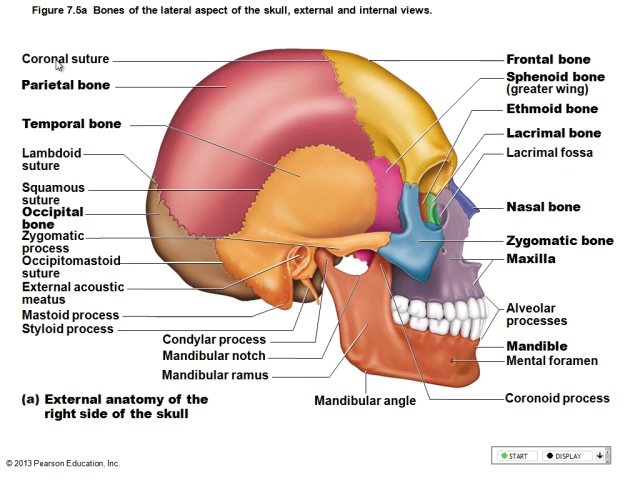 Figure 7.5a Bones of the lateral aspect of the skull, external and internal views.
Coronal suture
Parietal bone
Temporal bone
Lambdoid
suture
Squamous
suture
Occipital
bone
Zygomatic
process
Occipitomastoid
suture
External acoustic
meatus
Mastoid process
Styloid process
Condylar process
Mandibular notch
Mandibular ramus
Mandibular angle
Frontal bone
Sphenoid bone
(greater wing)
Ethmoid bone
Lacrimal bone
Lacrimal fossa
Nasal bone
Zygomatic bone
Maxilla
Alveolar
processes
Mandible
Mental foramen
Coronoid process
(a) External anatomy of the
right side of the skull
START
DISPLAY
© 2013 Pearson Education, Inc.